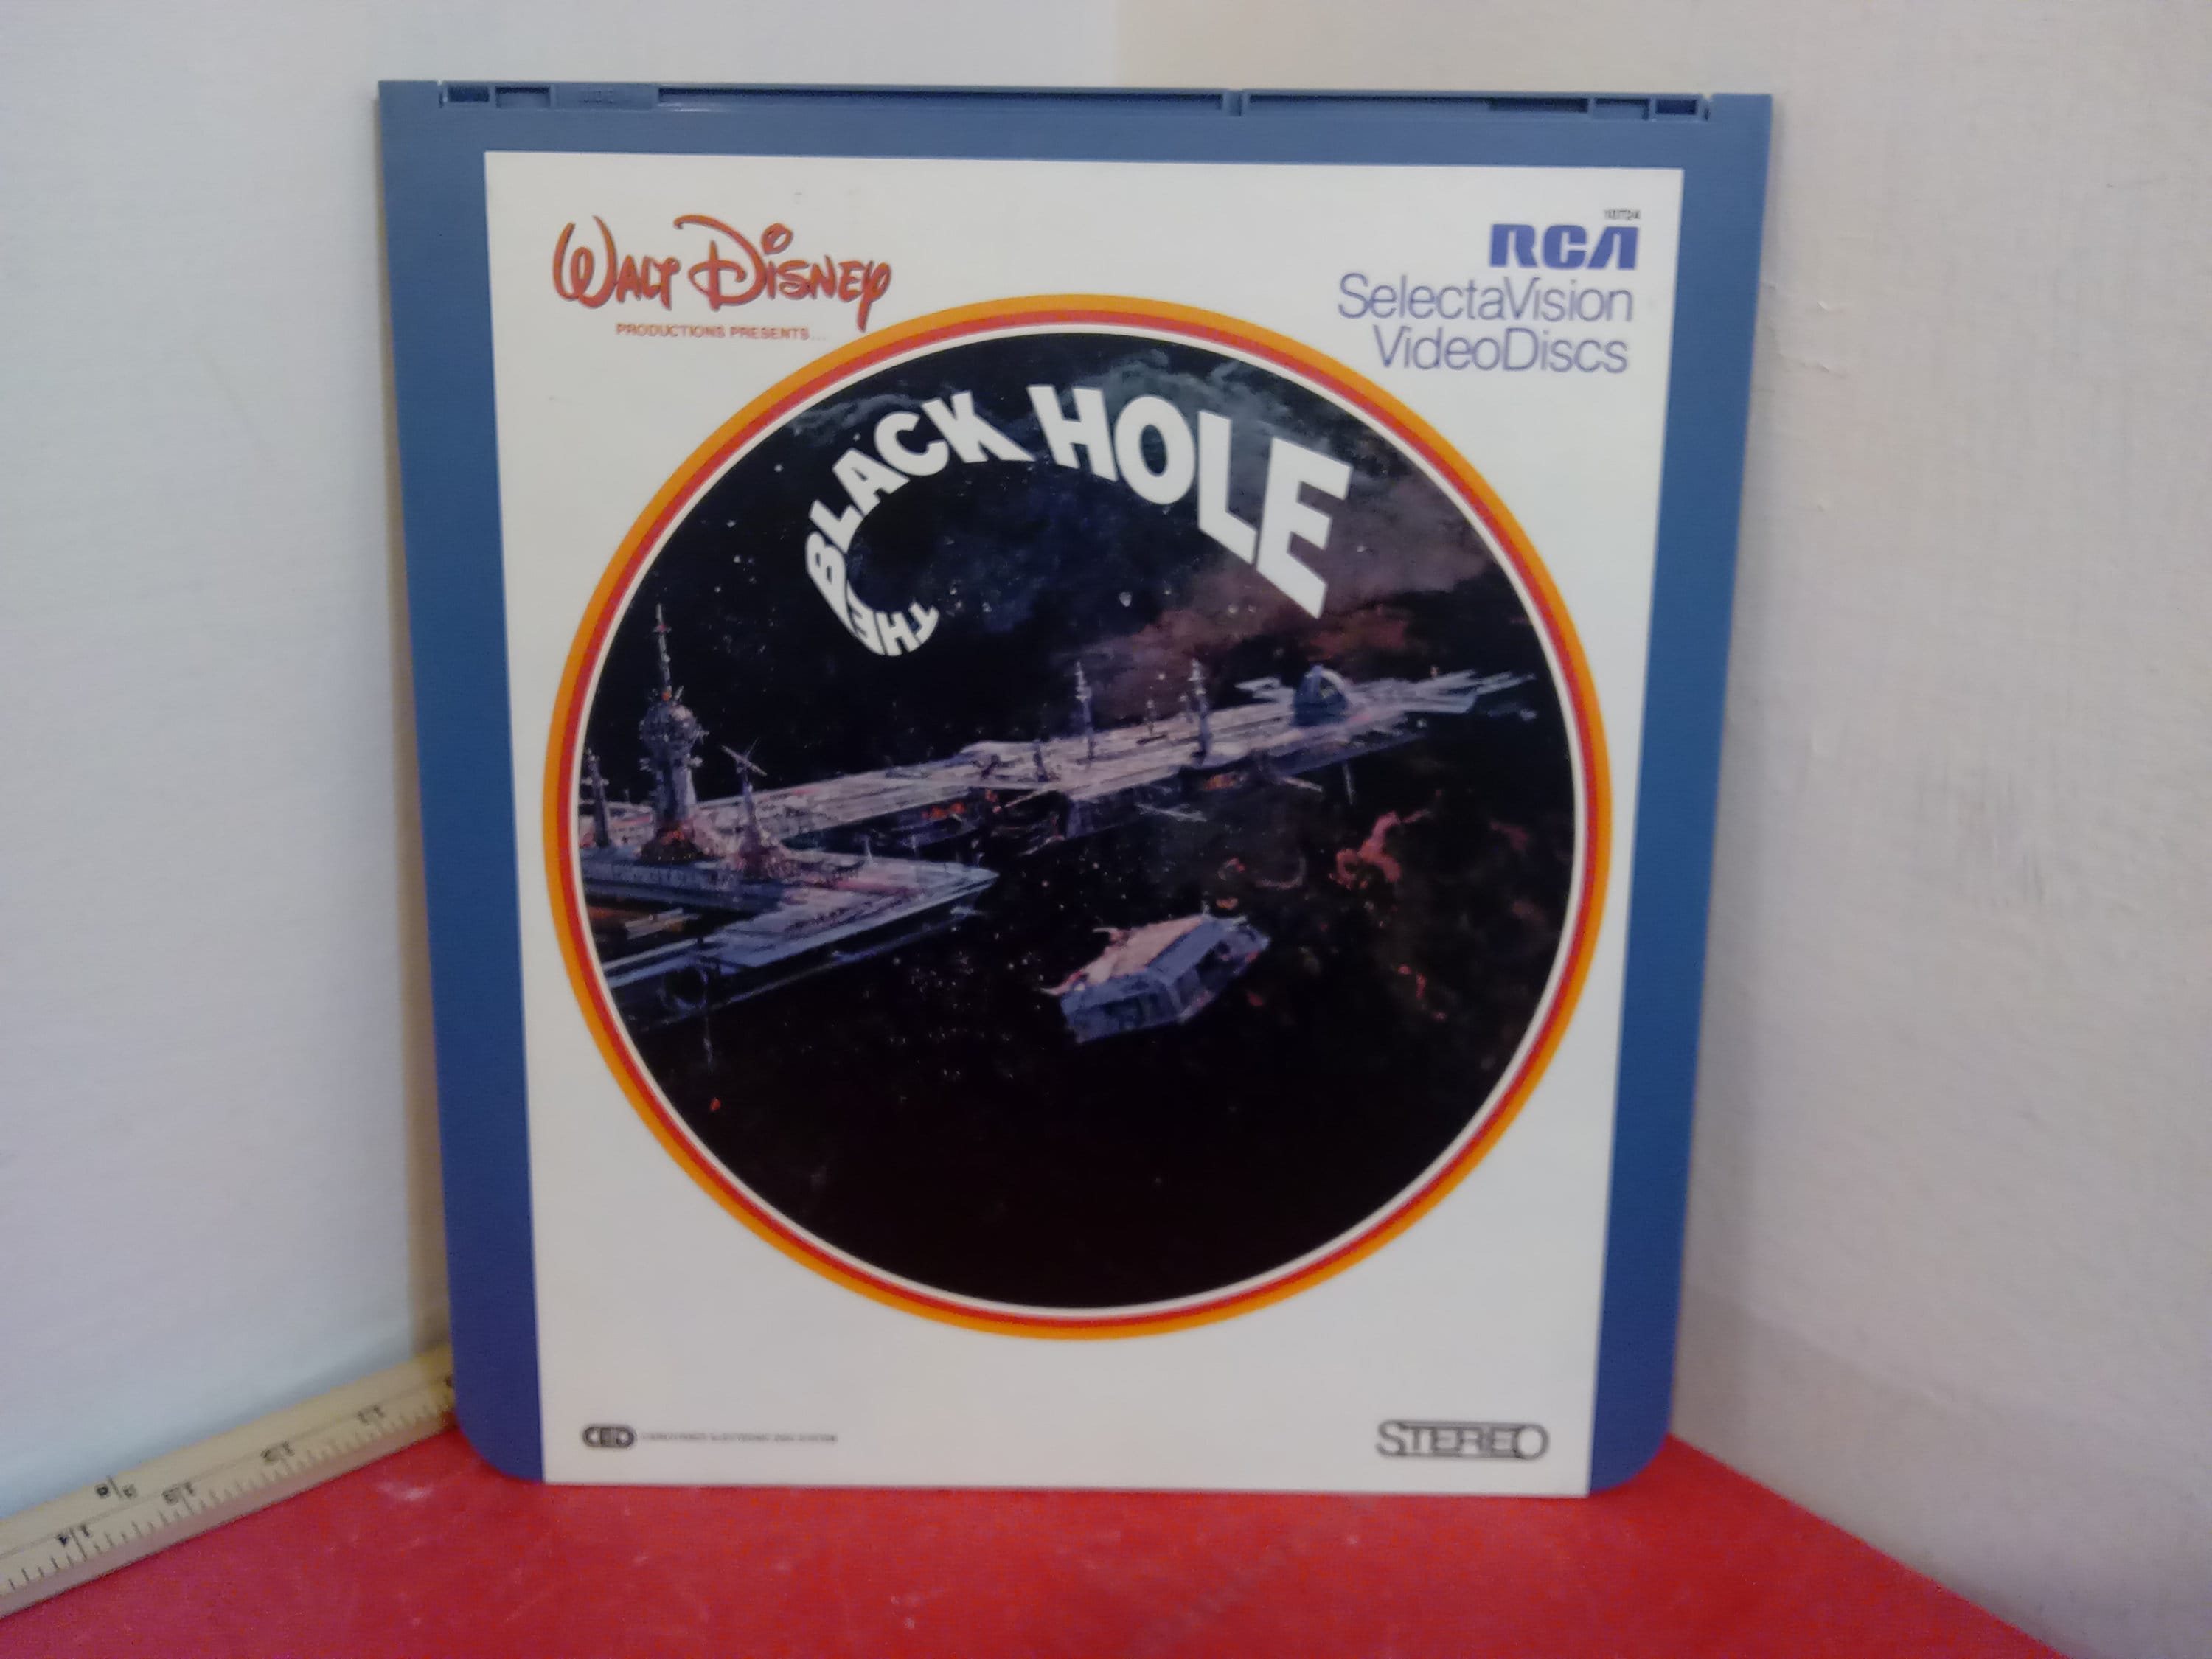 WALT DISNEY
PRODUCTIONS PRESENTS...
RCA
SelectaVision
VideoDiscs
THE BLACK HOLE
CED
STEREO